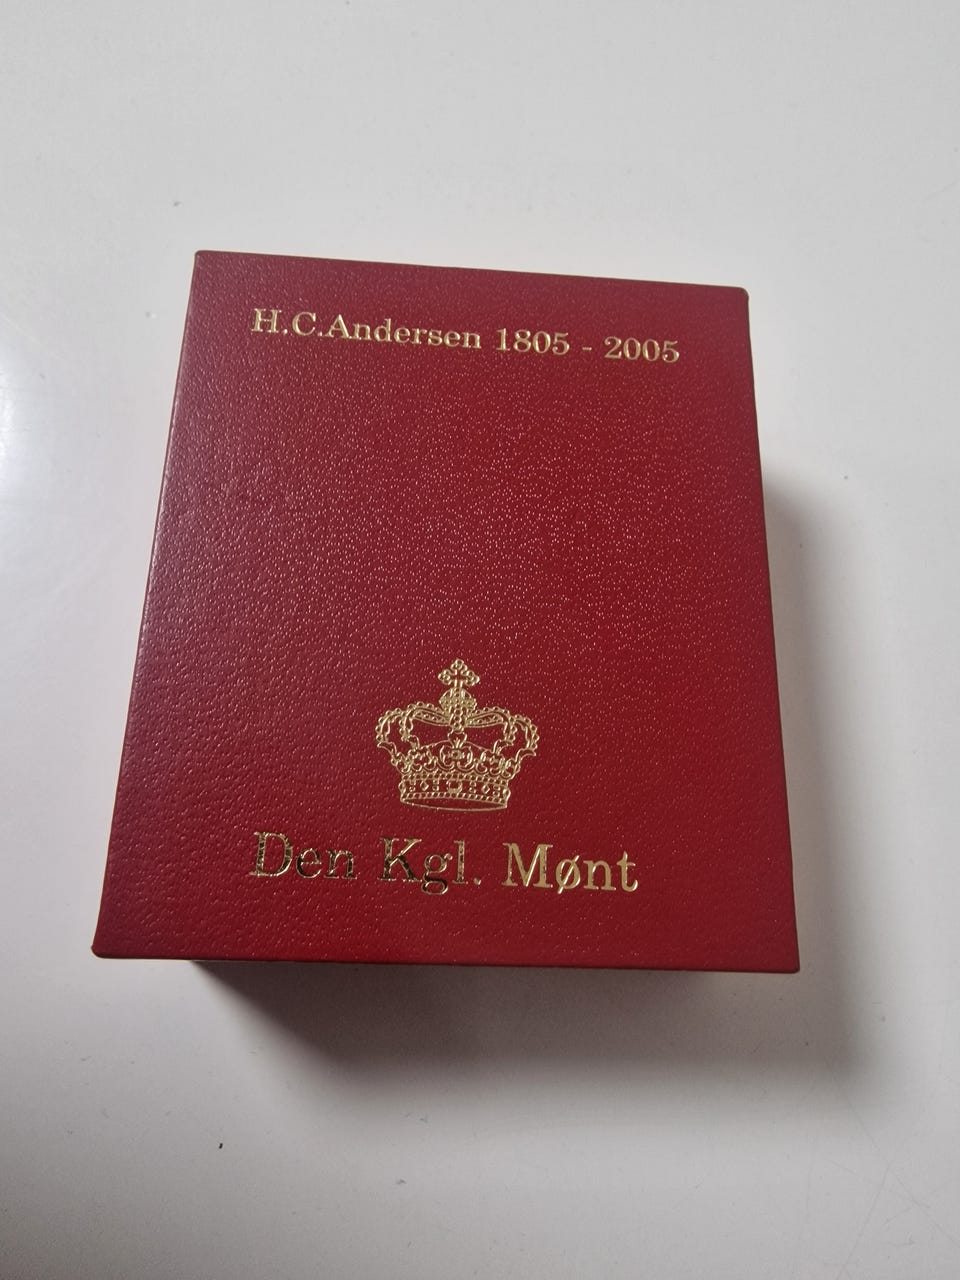 H.C.Andersen 1805 - 2005
Den Kgl. Mønt